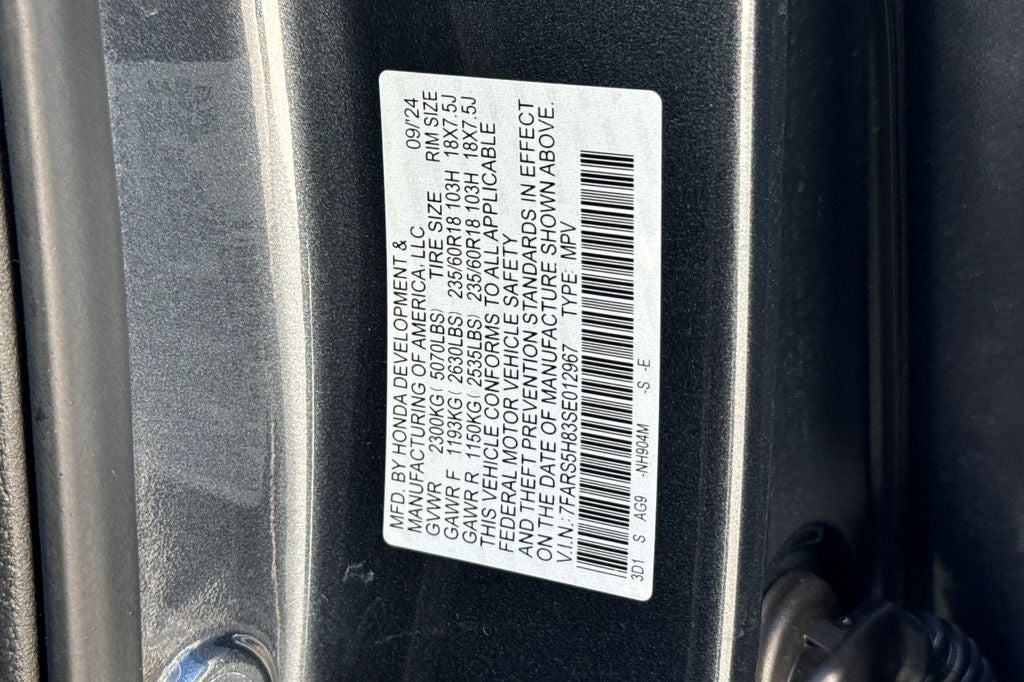 MFD. BY HONDA DEVELOPMENT &
MANUFACTURING OF AMERICA, LLC 09/'24
GVWR 2300KG ( 5070LBS) TIRE SIZE RIM SIZE
GAWR F 1193KG ( 2630LBS) 235/60R18 103H 18X7.5J
GAWR R 1150KG ( 2535LBS) 235/60R18 103H 18X7.5J
THIS VEHICLE CONFORMS TO ALL APPLICABLE
FEDERAL MOTOR VEHICLE SAFETY
AND THEFT PREVENTION STANDARDS IN EFFECT
ON THE DATE OF MANUFACTURE SHOWN ABOVE.
V.I.N.: 7FARS5H83SE012967 TYPE: MPV
3D1 S AG9 -NH904M -S -E